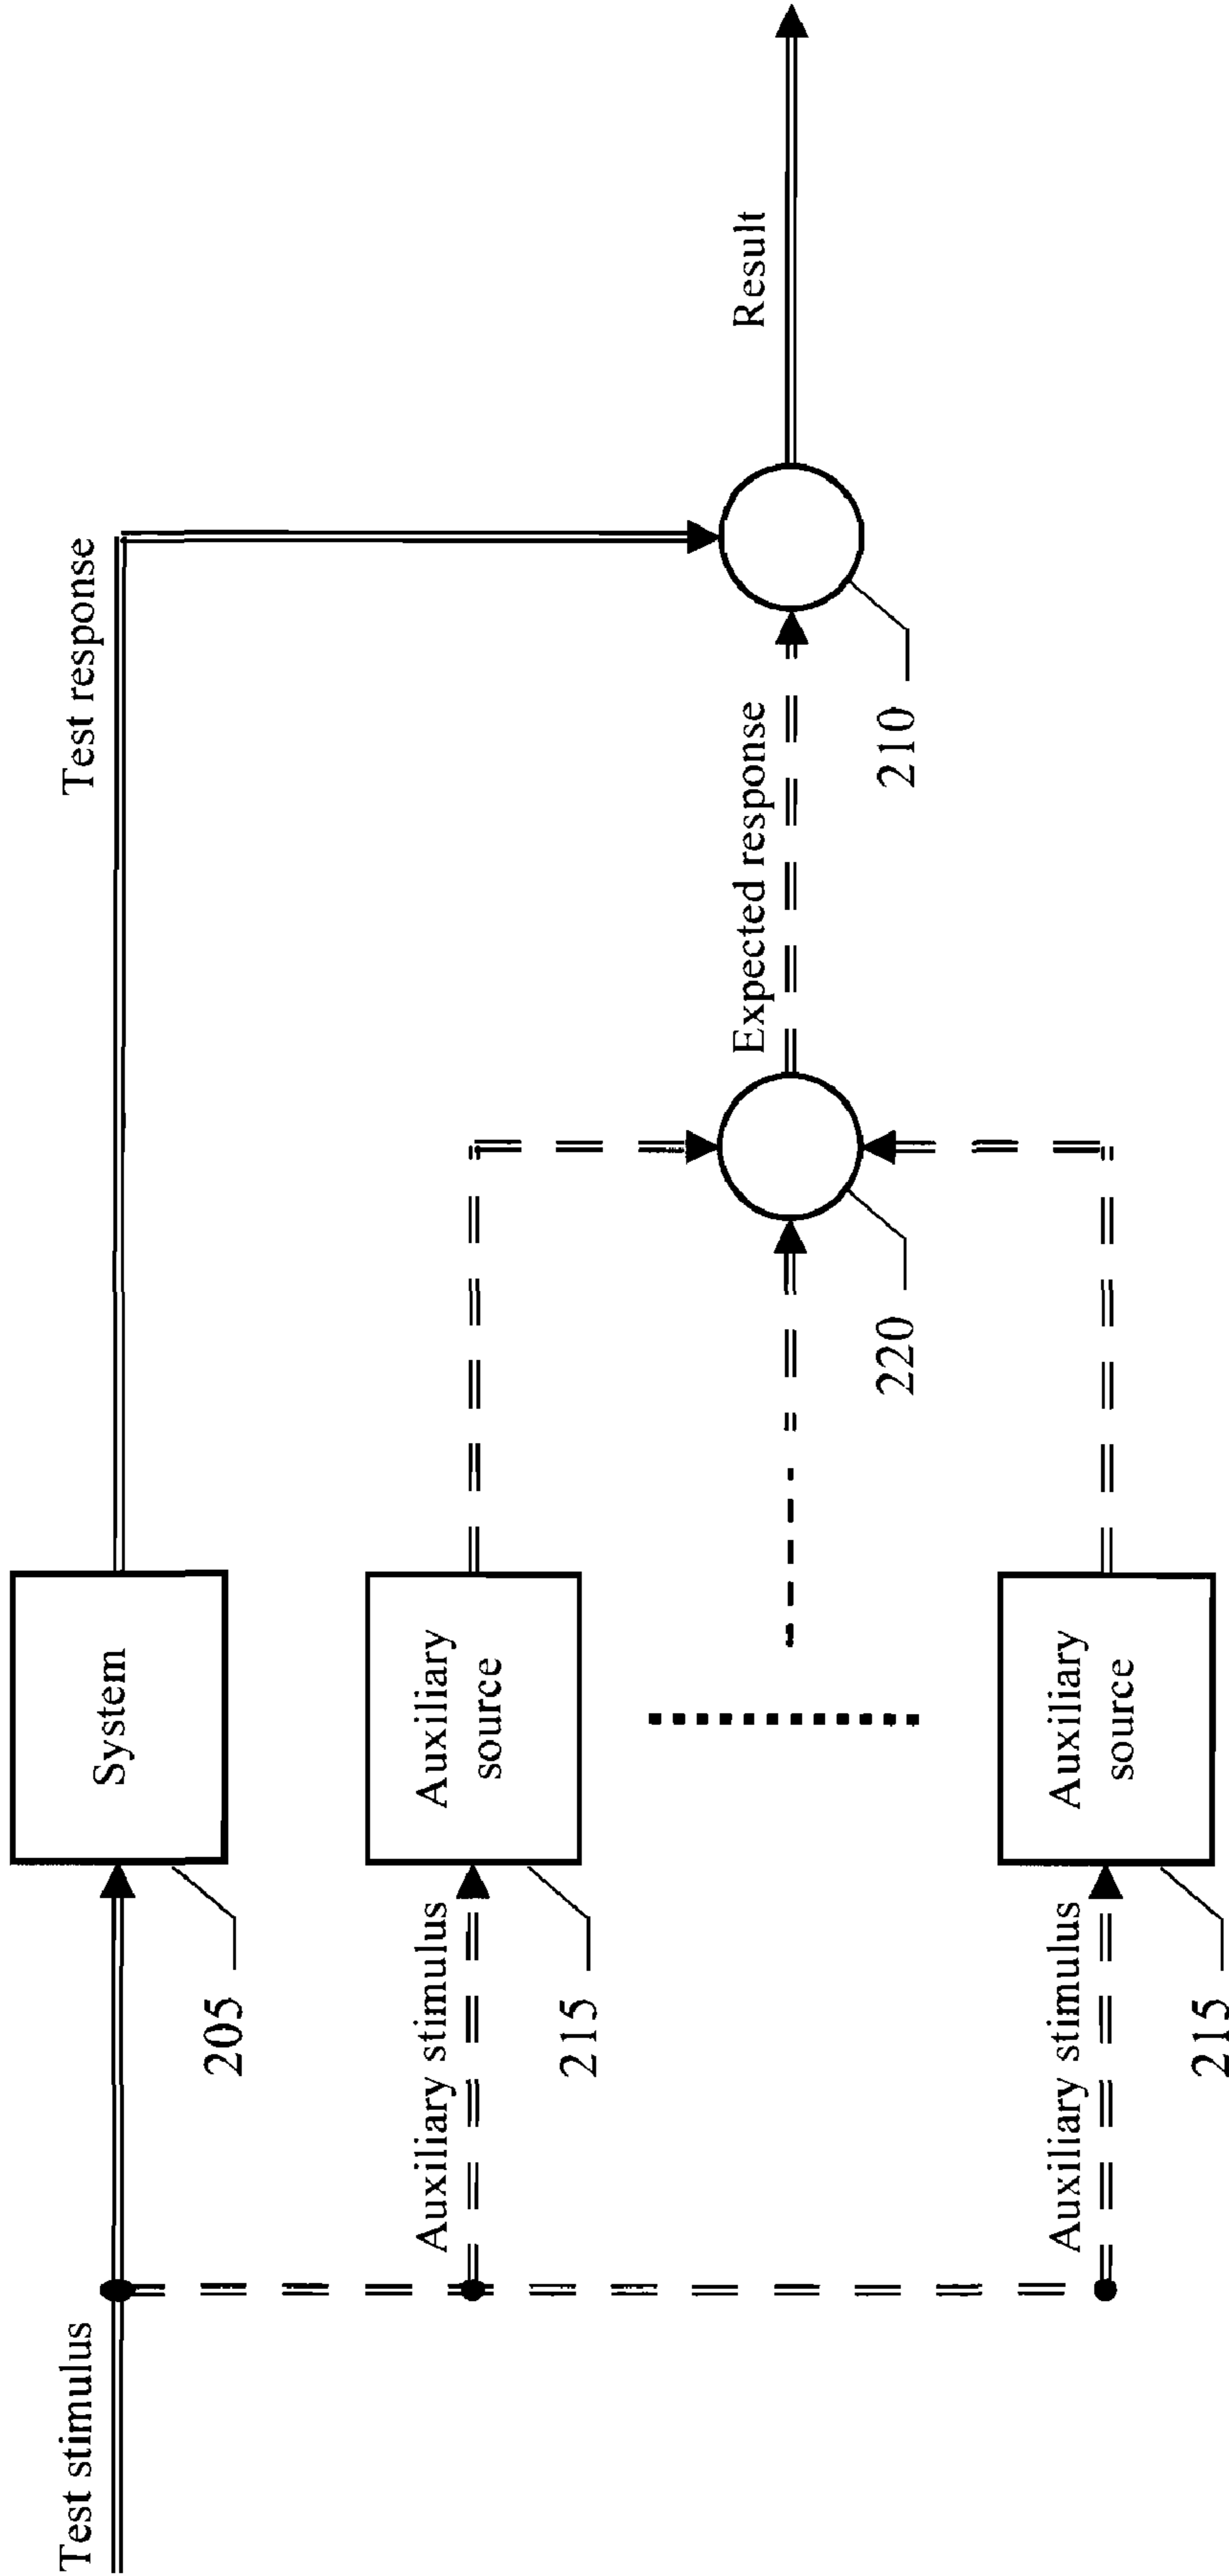 Test stimulus
System
205
Test response
Auxiliary stimulus
Auxiliary
source
215
Expected response
220
210
Result
Auxiliary stimulus
Auxiliary
source
215